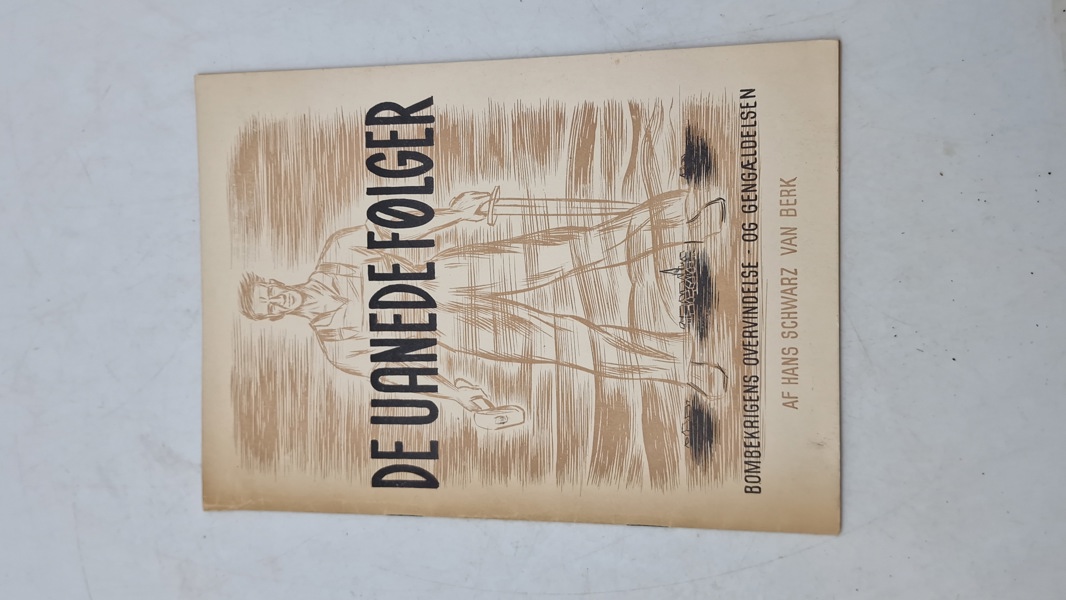 DE UANEDE FØLGER
BOMBEKRIGENS OVERVINDELSE - OG GENGÆLDELSEN
AF HANS SCHWARZ VAN BERK